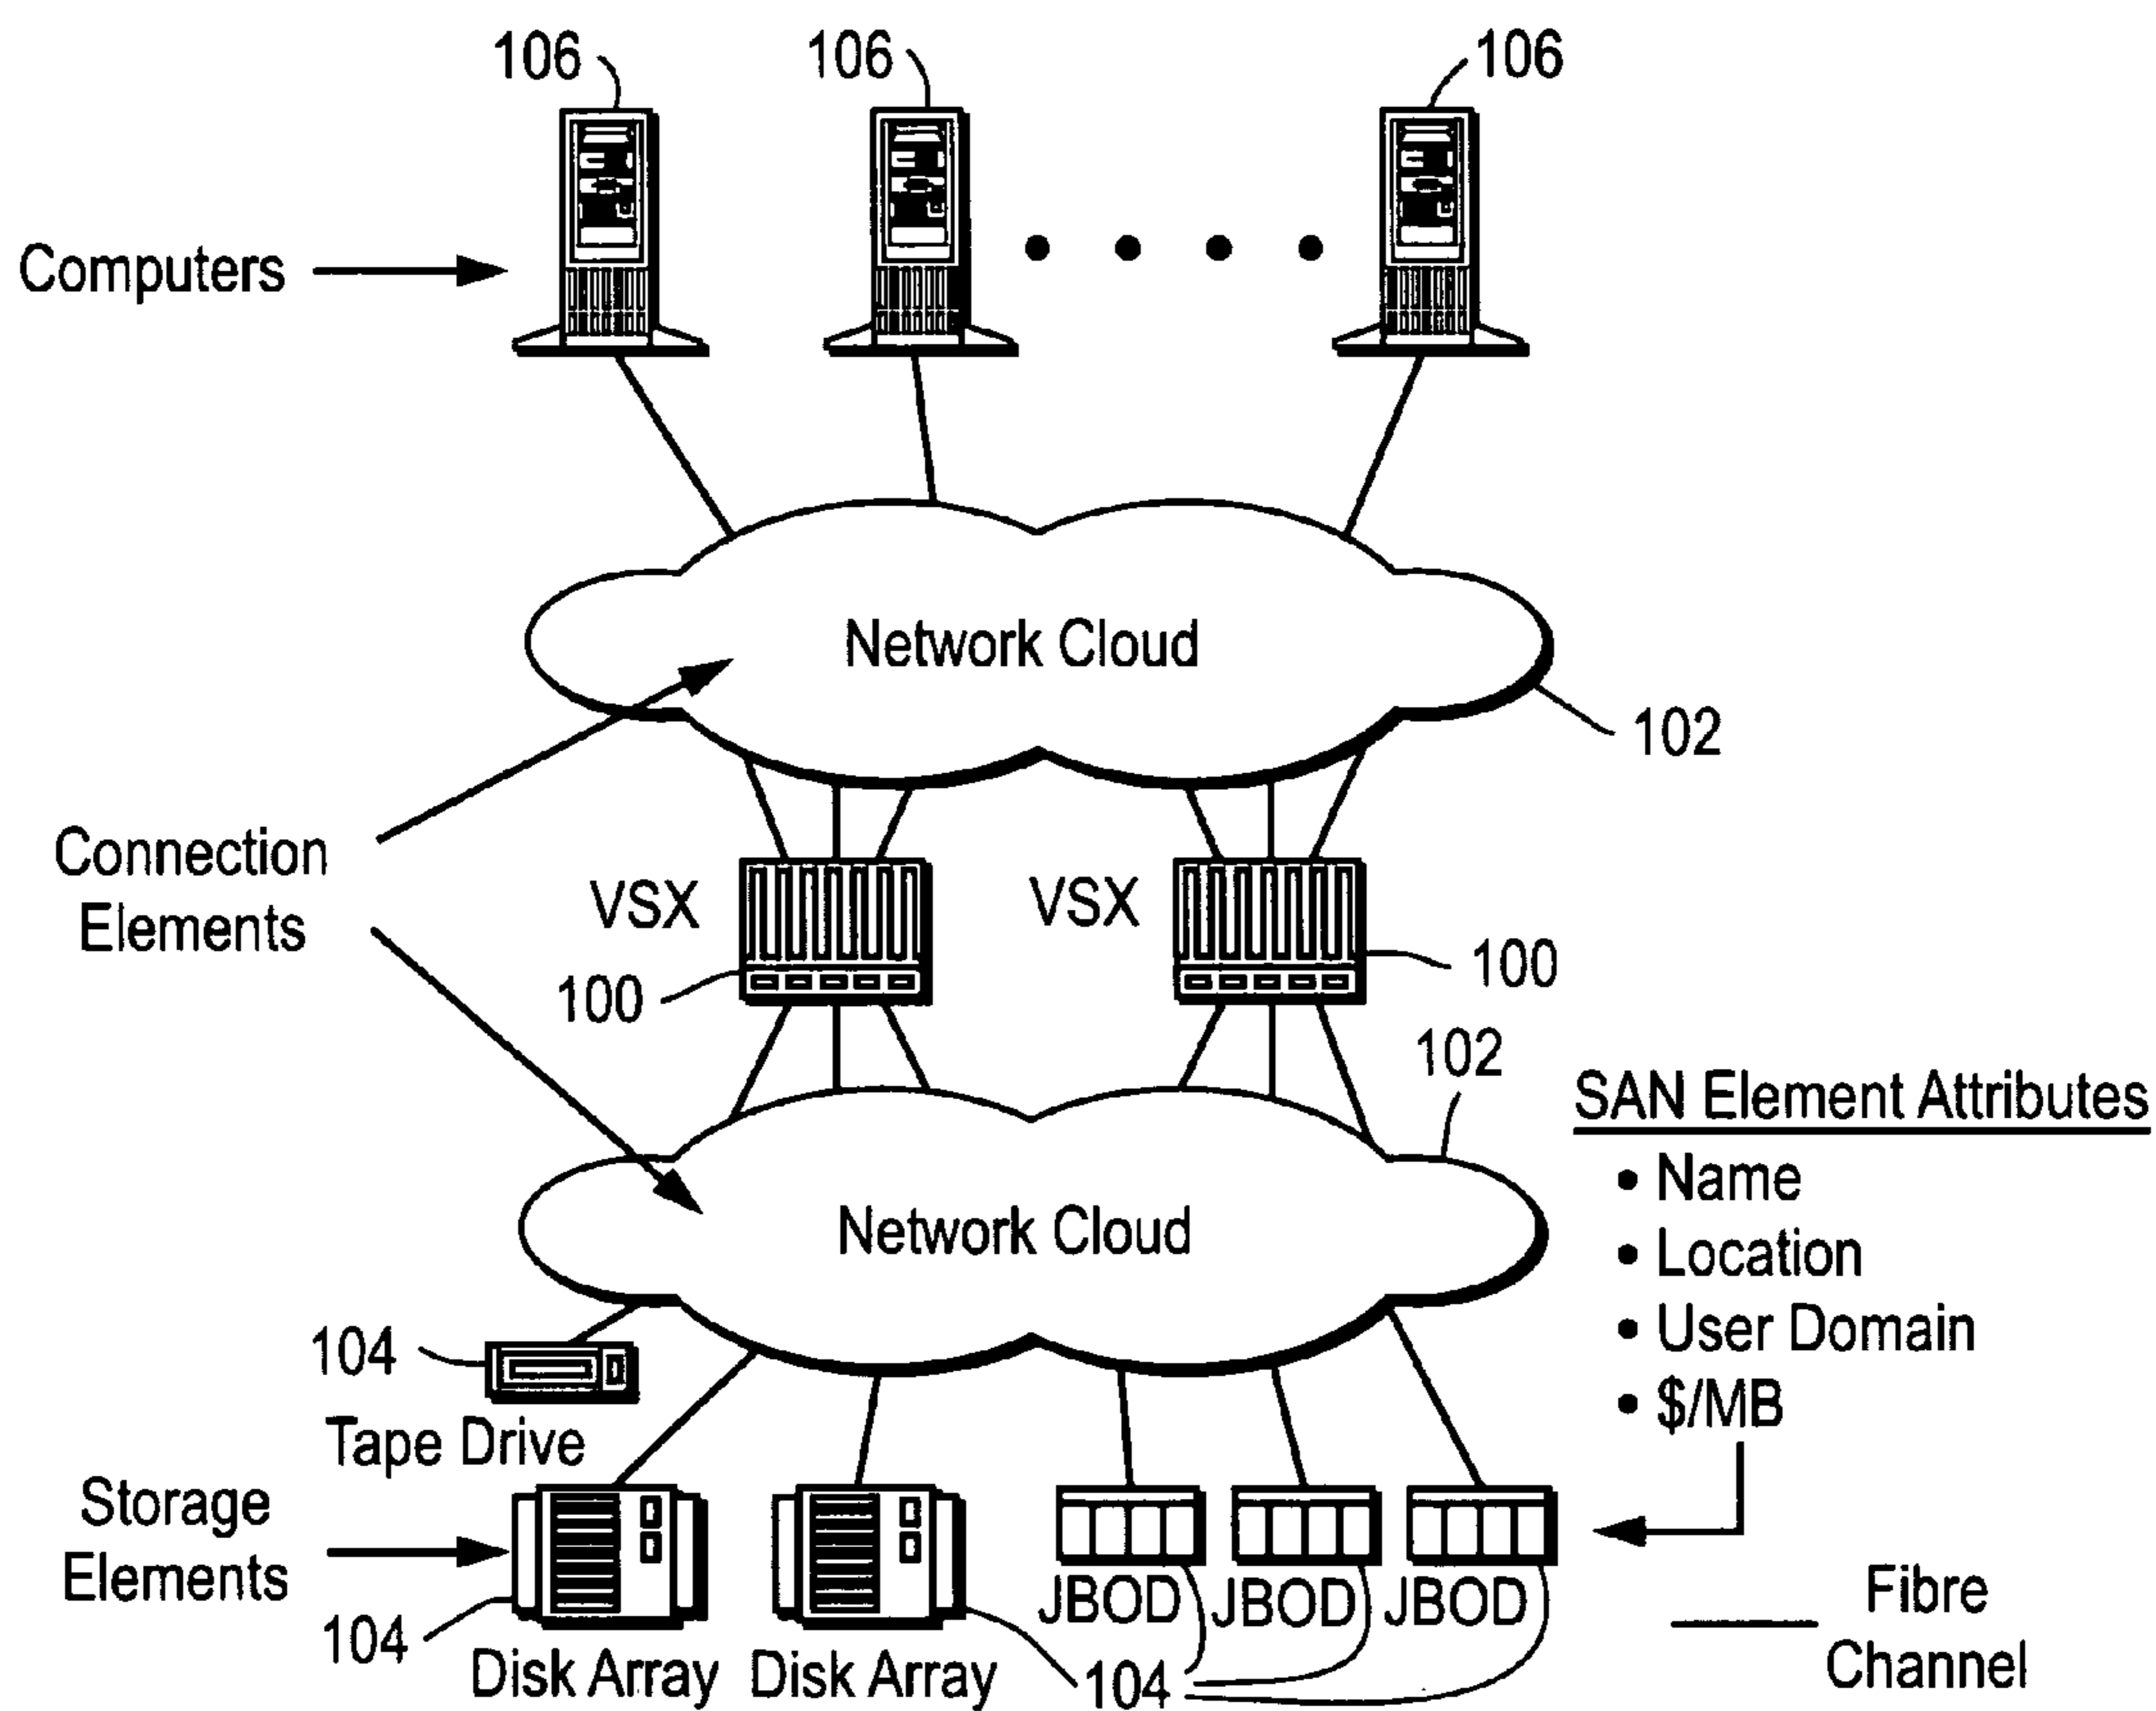 106
106
106
Computers
Network Cloud
102
Connection
Elements
VSX
VSX
100
100
102
SAN Element Attributes
• Name
• Location
• User Domain
• $/MB
Network Cloud
104
Tape Drive
Storage
Elements
104
Disk Array
Disk Array
JBOD
JBOD
JBOD
104
Fibre
Channel